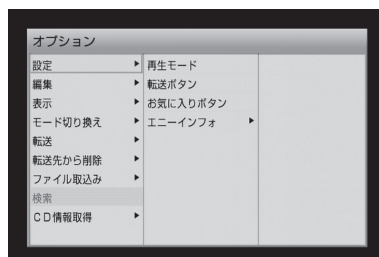 オプション
設定
編集
表示
モード切り換え
転送
転送先から削除
ファイル取込み
検索
CD情報取得
再生モード
転送ボタン
お気に入りボタン
エニーインフォ